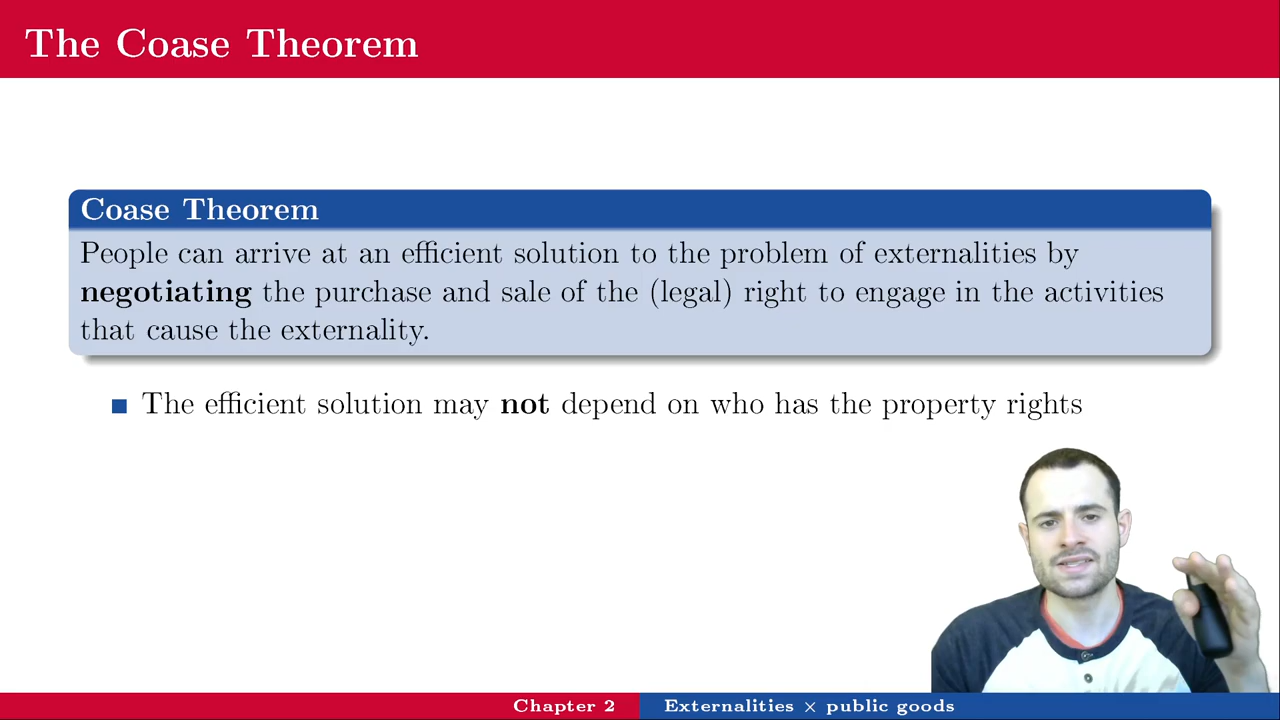 The Coase Theorem
Coase Theorem
People can arrive at an efficient solution to the problem of externalities by
negotiating the purchase and sale of the (legal) right to engage in the activities
that cause the externality.
The efficient solution may not depend on who has the property rights
Chapter 2
Externalities × public goods